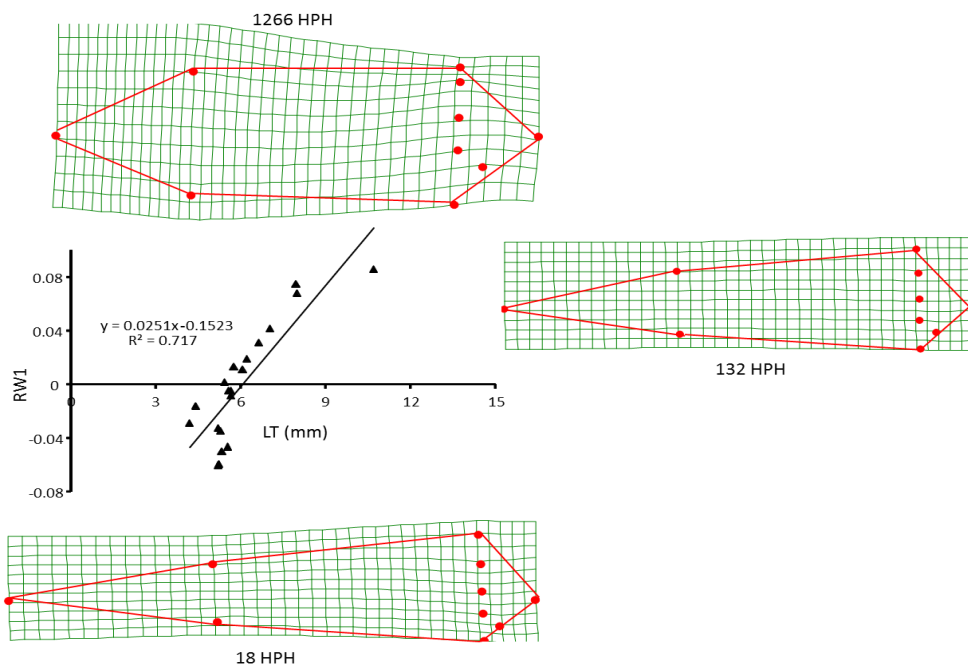 1266 HPH
0.08
0.04
0
-0.04
-0.08
RW1
y = 0.0251x-0.1523
R² = 0.717
0
3
6
9
12
15
LT (mm)
132 HPH
18 HPH